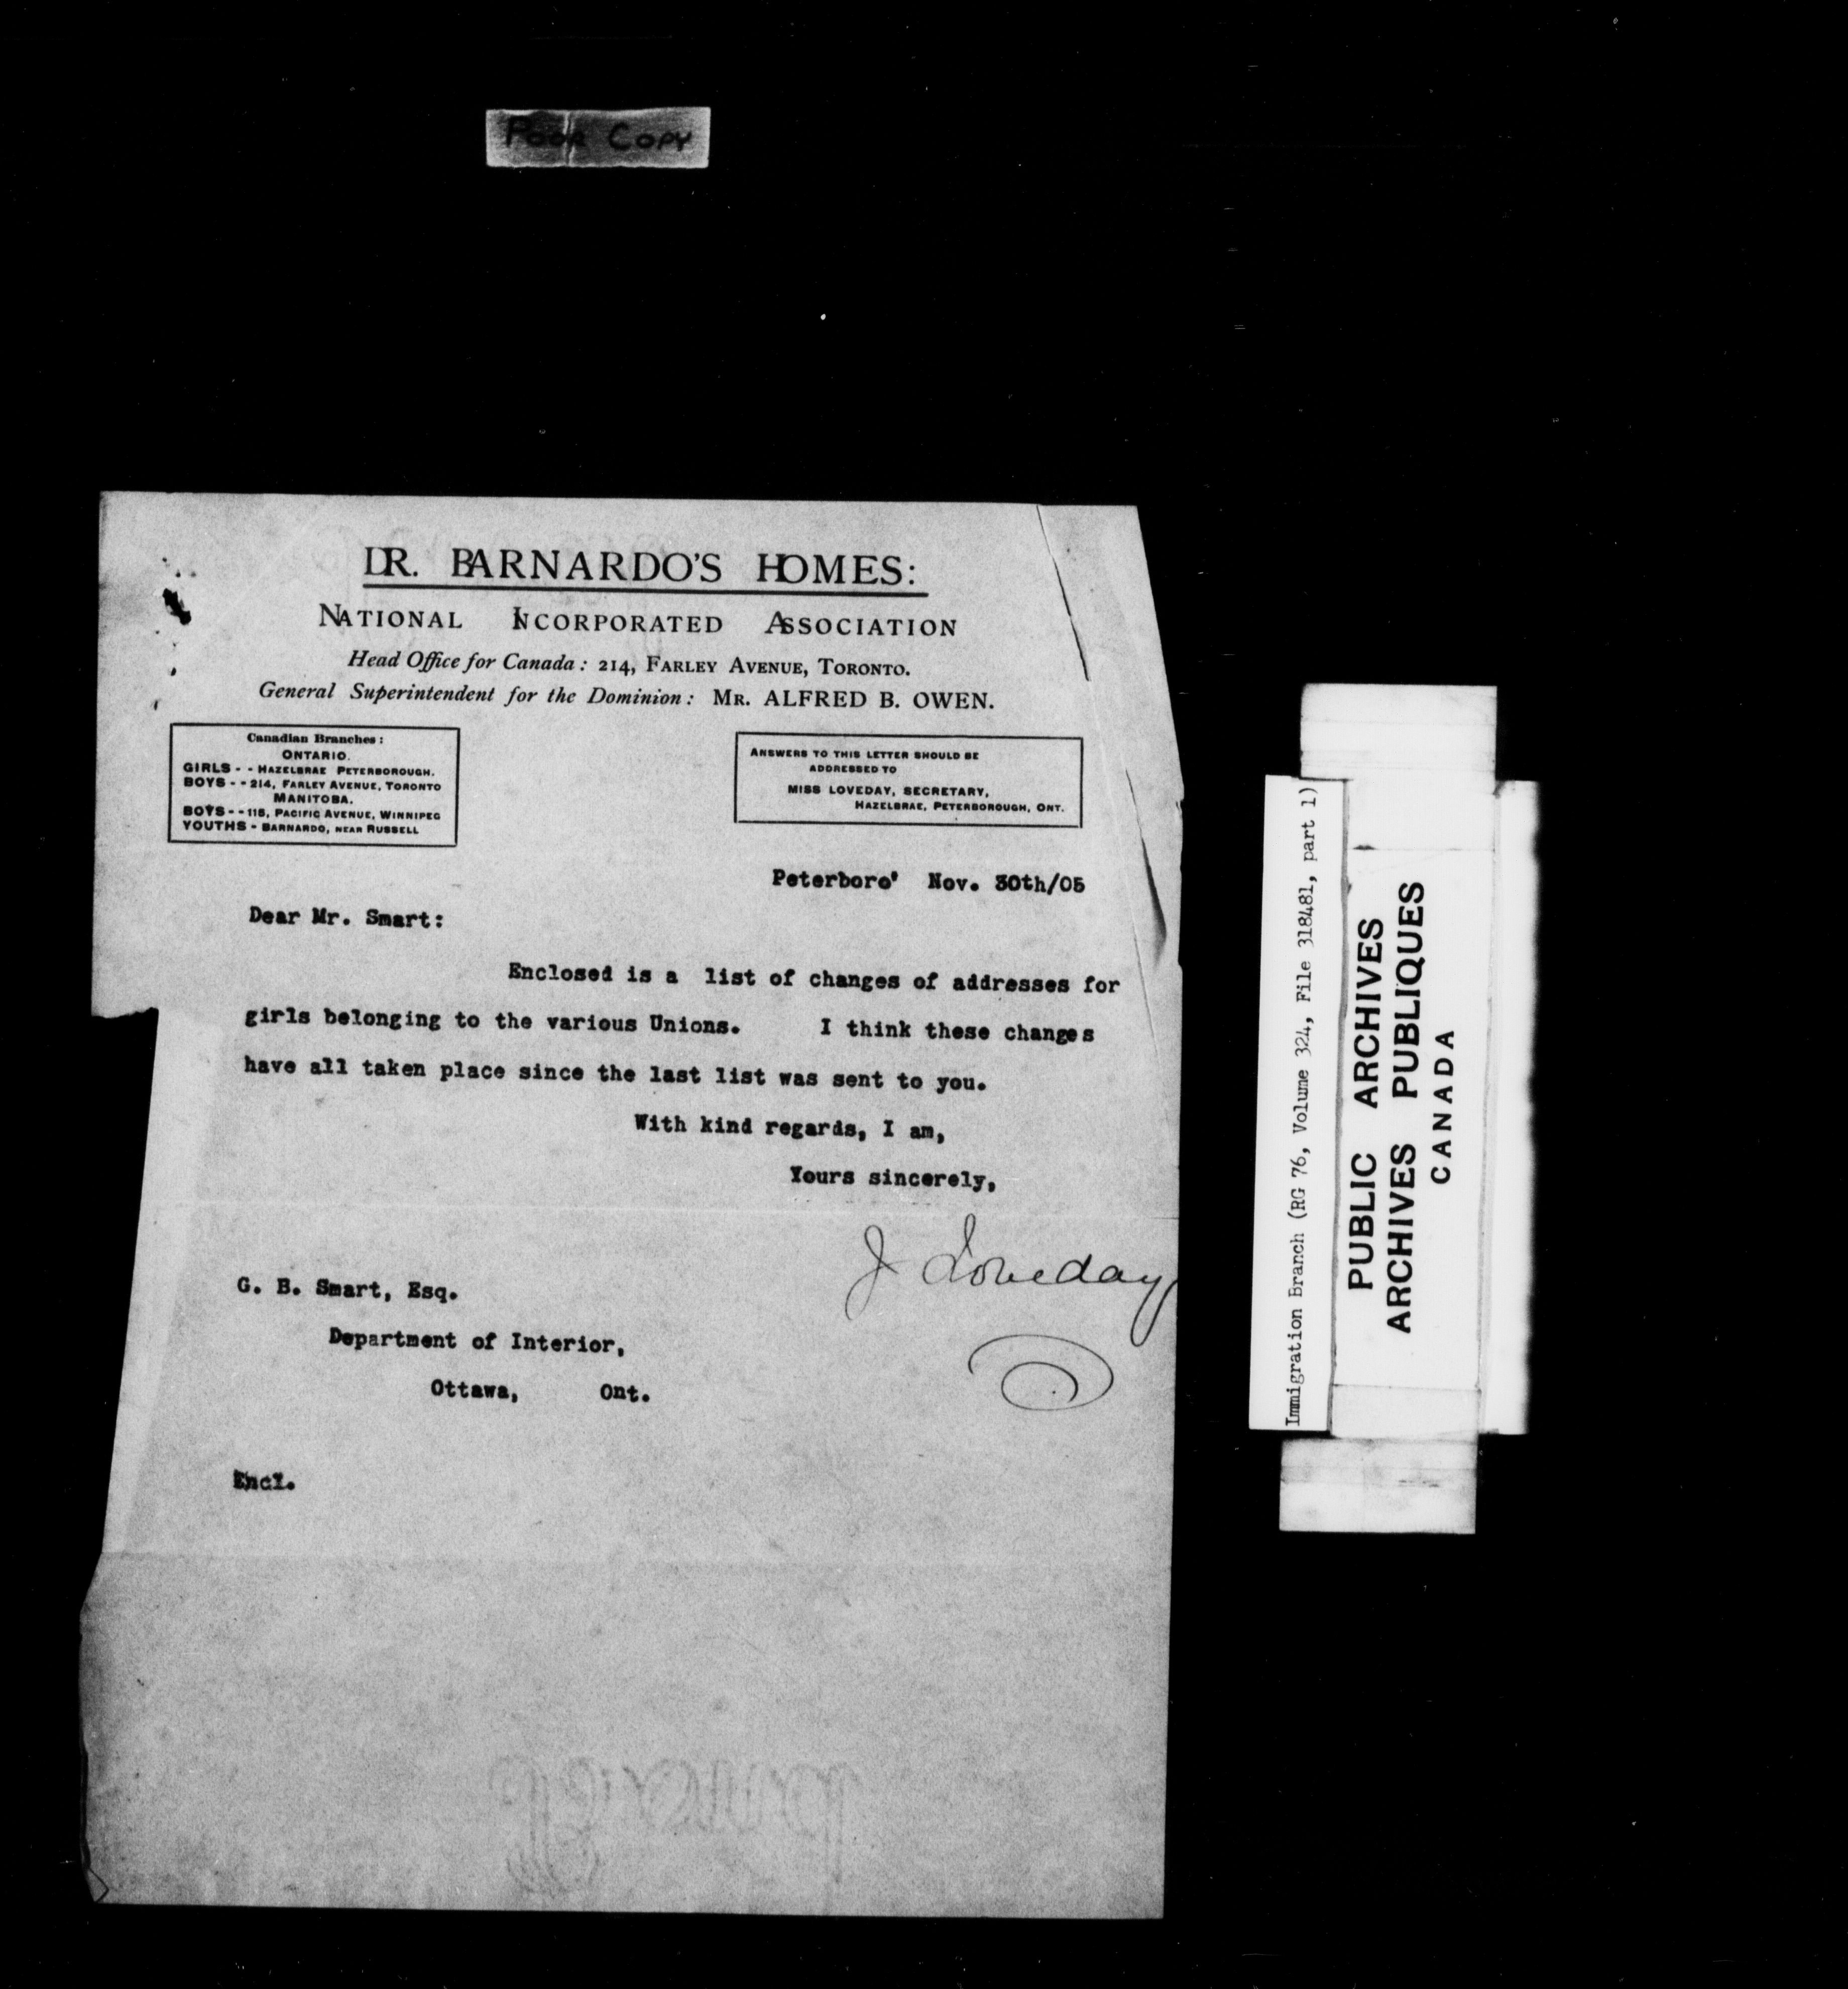 Poor Copy
DR. BARNARDO'S HOMES:
NATIONAL INCORPORATED ASSOCIATION
Head Office for Canada: 214, FARLEY AVENUE, TORONTO.
General Superintendent for the Dominion: MR. ALFRED B. OWEN.
Canadian Branches:
ONTARIO.
GIRLS - - HAZELBRAE PETERBOROUGH.
BOYS - - 214, FARLEY AVENUE, TORONTO
MANITOBA.
BOYS - - 115, PACIFIC AVENUE, WINNIPEG
YOUTHS - BARNARDO, NEAR RUSSELL
ANSWERS TO THIS LETTER SHOULD BE
ADDRESSED TO
MISS LOVEDAY, SECRETARY,
HAZELBRAE, PETERBOROUGH, ONT.
Peterboro' Nov. 30th/05
Dear Mr. Smart:
Enclosed is a list of changes of addresses for
girls belonging to the various Unions. I think these changes
have all taken place since the last list was sent to you.
With kind regards, I am,
Yours sincerely,
J Loveday
G. B. Smart, Esq.
Department of Interior,
Ottawa, Ont.
Encl.
Immigration Branch (RG 76, Volume 324, File 318481, part 1)
PUBLIC ARCHIVES
ARCHIVES PUBLIQUES
CANADA